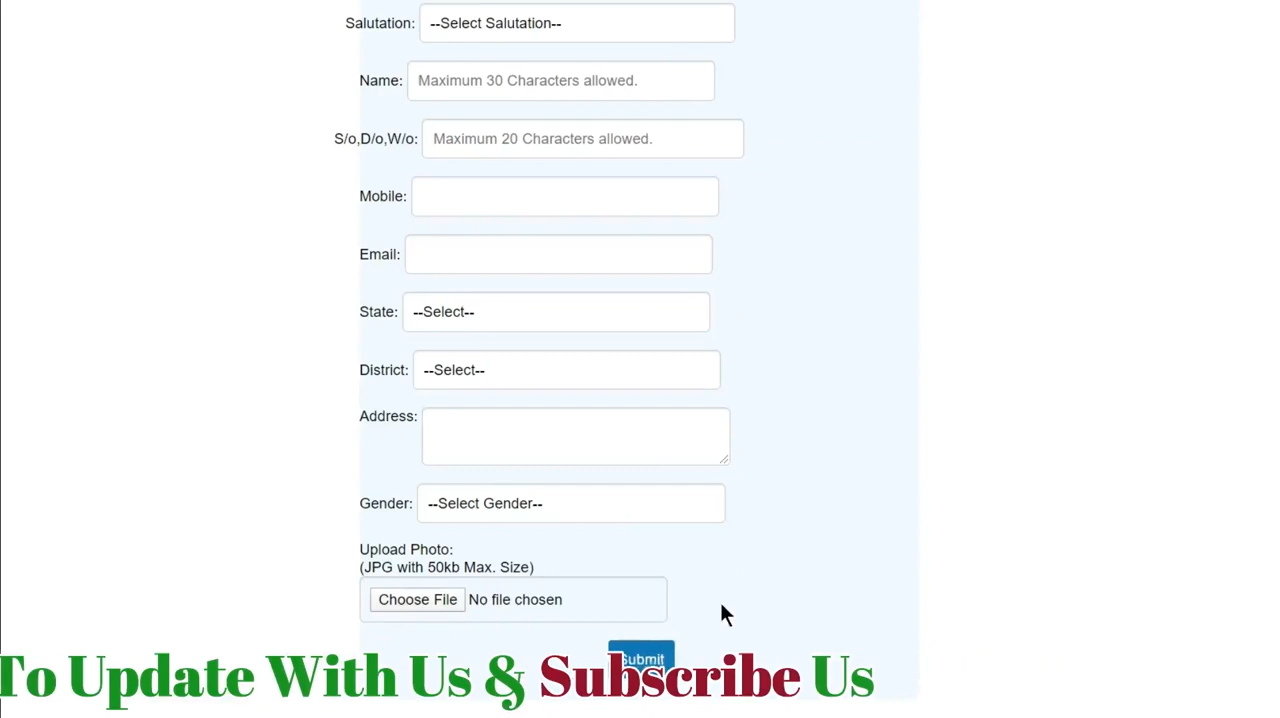 Salutation: --Select Salutation--
Name: Maximum 30 Characters allowed.
S/o,D/o,W/o: Maximum 20 Characters allowed.
Mobile:
Email:
State: --Select--
District: --Select--
Address:
Gender: --Select Gender--
Upload Photo:
(JPG with 50kb Max. Size)
Choose File No file chosen
Submit
To Update With Us & Subscribe Us